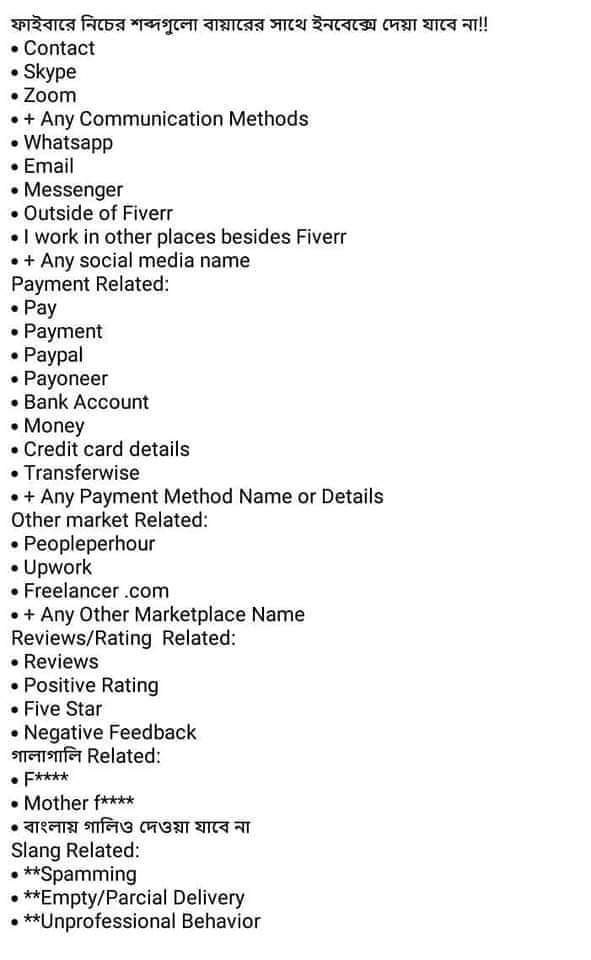 ফাইবারে নিচের শব্দগুলো বায়ারের সাথে ইনবেক্সে দেয়া যাবে না!!
• Contact
• Skype
• Zoom
• + Any Communication Methods
• Whatsapp
• Email
• Messenger
• Outside of Fiverr
• I work in other places besides Fiverr
• + Any social media name
Payment Related:
• Pay
• Payment
• Paypal
• Payoneer
• Bank Account
• Money
• Credit card details
• Transferwise
• + Any Payment Method Name or Details
Other market Related:
• Peopleperhour
• Upwork
• Freelancer .com
• + Any Other Marketplace Name
Reviews/Rating  Related:
• Reviews
• Positive Rating
• Five Star
• Negative Feedback
গালাগালি Related:
• F****
• Mother f****
• বাংলায় গালিও দেওয়া যাবে না
Slang Related:
• **Spamming
• **Empty/Parcial Delivery
• **Unprofessional Behavior